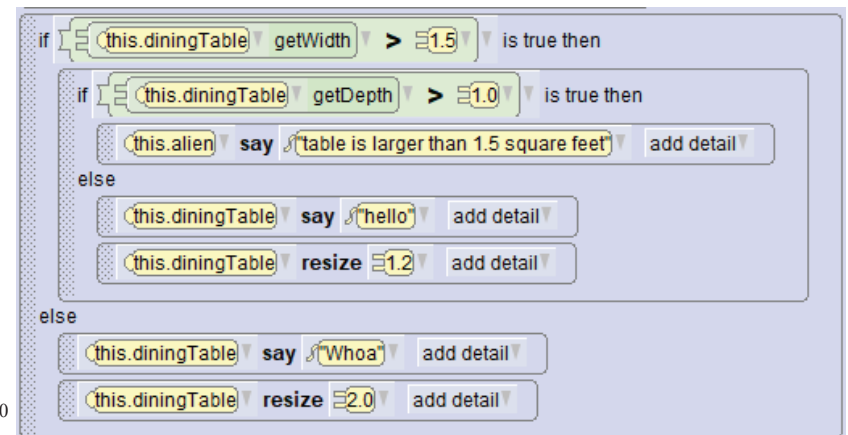 if this.diningTable getWidth > 1.5 is true then
if this.diningTable getDepth > 1.0 is true then
this.alien say "table is larger than 1.5 square feet" add detail
else
this.diningTable say "hello" add detail
this.diningTable resize 1.2 add detail
else
this.diningTable say "Whoa" add detail
this.diningTable resize 2.0 add detail
0